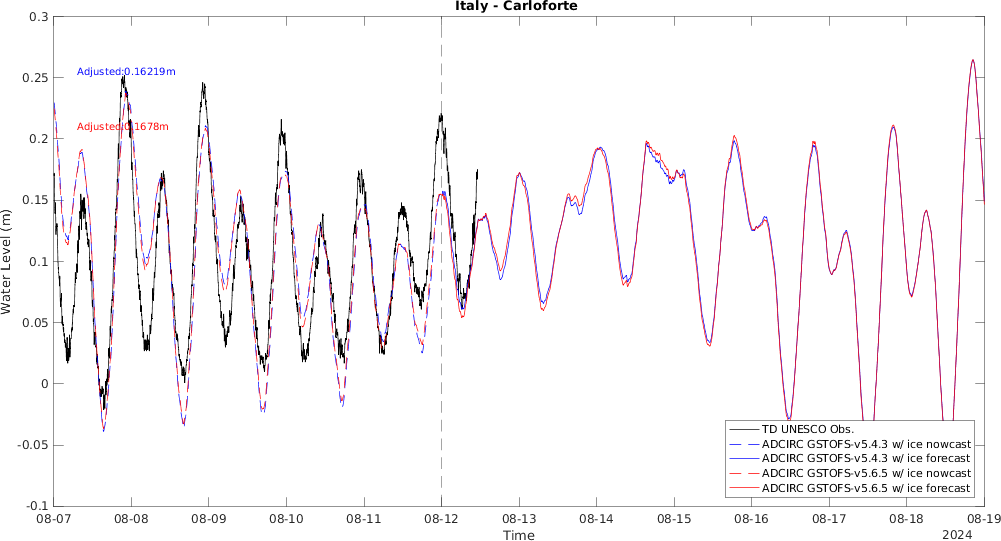 Italy - Carloforte
0.3
0.25
0.2
0.15
0.1
0.05
0
-0.05
-0.1
Water Level (m)
Adjusted:0.16219m
Adjusted:0.1678m
TD UNESCO Obs.
ADCIRC GSTOFS-v5.4.3 w/ ice nowcast
ADCIRC GSTOFS-v5.4.3 w/ ice forecast
ADCIRC GSTOFS-v5.6.5 w/ ice nowcast
ADCIRC GSTOFS-v5.6.5 w/ ice forecast
08-07 08-08 08-09 08-10 08-11 08-12 08-13 08-14 08-15 08-16 08-17 08-18 08-19
Time
2024